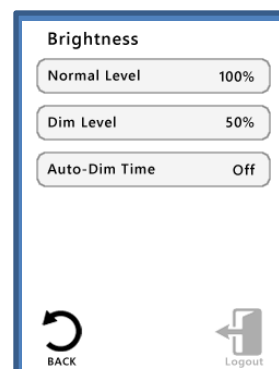 Brightness
Normal Level 100%
Dim Level 50%
Auto-Dim Time Off
BACK
Logout